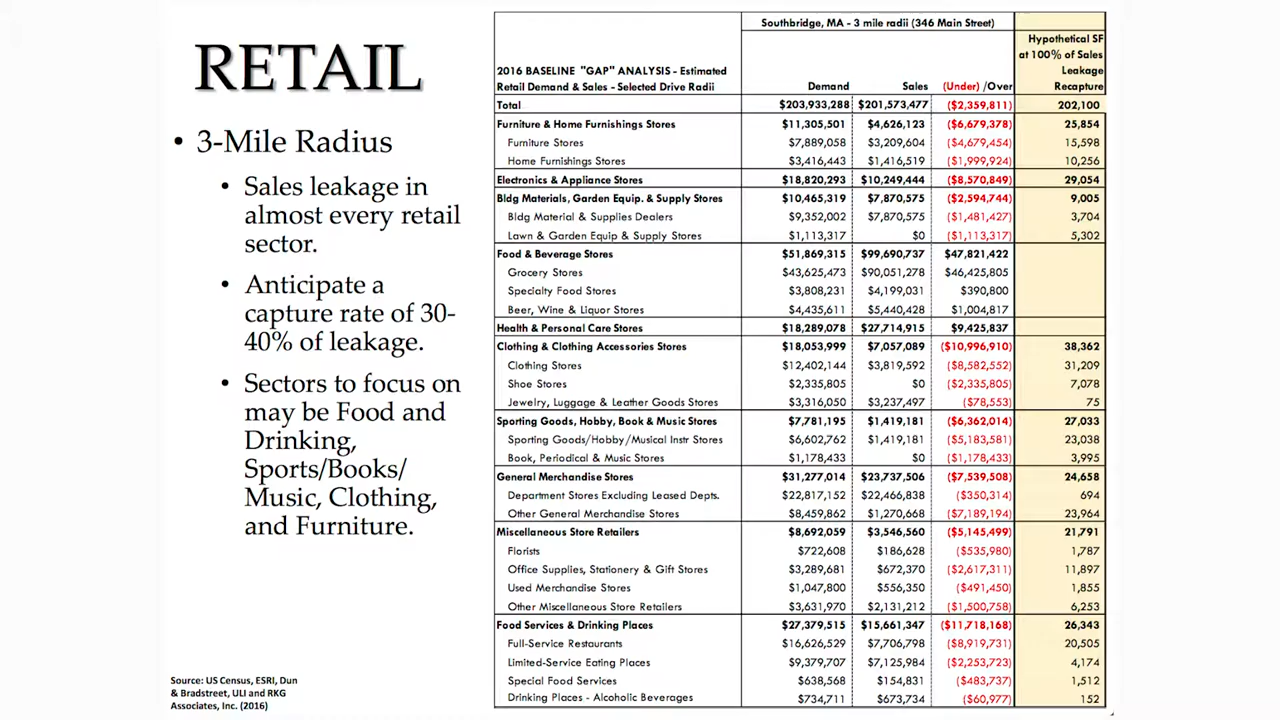 RETAIL
• 3-Mile Radius
• Sales leakage in
almost every retail
sector.
• Anticipate a
capture rate of 30-
40% of leakage.
• Sectors to focus on
may be Food and
Drinking,
Sports/Books/
Music, Clothing,
and Furniture.
Source: US Census, ESRI, Dun
& Bradstreet, ULI and RKG
Associates, Inc. (2016)
Southbridge, MA - 3 mile radii (346 Main Street)
Hypothetical SF
at 100% of Sales
Leakage
Recapture
2016 BASELINE "GAP" ANALYSIS - Estimated
Retail Demand & Sales - Selected Drive Radii Demand Sales (Under) /Over
Total $203,933,288 $201,573,477 ($2,359,811) 202,100
Furniture & Home Furnishings Stores $11,305,501 $4,626,123 ($6,679,378) 25,854
Furniture Stores $7,889,058 $3,209,604 ($4,679,454) 15,598
Home Furnishings Stores $3,416,443 $1,416,519 ($1,999,924) 10,256
Electronics & Appliance Stores $18,820,293 $10,249,444 ($8,570,849) 29,054
Bldg Materials, Garden Equip. & Supply Stores $10,465,319 $7,870,575 ($2,594,744) 9,005
Bldg Material & Supplies Dealers $9,352,002 $7,870,575 ($1,481,427) 3,704
Lawn & Garden Equip & Supply Stores $1,113,317 $0 ($1,113,317) 5,302
Food & Beverage Stores $51,869,315 $99,690,737 $47,821,422
Grocery Stores $43,625,473 $90,051,278 $46,425,805
Specialty Food Stores $3,808,231 $4,199,031 $390,800
Beer, Wine & Liquor Stores $4,435,611 $5,440,428 $1,004,817
Health & Personal Care Stores $18,289,078 $27,714,915 $9,425,837
Clothing & Clothing Accessories Stores $18,053,999 $7,057,089 ($10,996,910) 38,362
Clothing Stores $12,402,144 $3,819,592 ($8,582,552) 31,209
Shoe Stores $2,335,805 $0 ($2,335,805) 7,078
Jewelry, Luggage & Leather Goods Stores $3,316,050 $3,237,497 ($78,553) 75
Sporting Goods, Hobby, Book & Music Stores $7,781,195 $1,419,181 ($6,362,014) 27,033
Sporting Goods/Hobby/Musical Instr Stores $6,602,762 $1,419,181 ($5,183,581) 23,038
Book, Periodical & Music Stores $1,178,433 $0 ($1,178,433) 3,995
General Merchandise Stores $31,277,014 $23,737,506 ($7,539,508) 24,658
Department Stores Excluding Leased Depts. $22,817,152 $22,466,838 ($350,314) 694
Other General Merchandise Stores $8,459,862 $1,270,668 ($7,189,194) 23,964
Miscellaneous Store Retailers $8,692,059 $3,546,560 ($5,145,499) 21,791
Florists $722,608 $186,628 ($535,980) 1,787
Office Supplies, Stationery & Gift Stores $3,289,681 $672,370 ($2,617,311) 11,897
Used Merchandise Stores $1,047,800 $556,350 ($491,450) 1,855
Other Miscellaneous Store Retailers $3,631,970 $2,131,212 ($1,500,758) 6,253
Food Services & Drinking Places $27,379,515 $15,661,347 ($11,718,168) 26,343
Full-Service Restaurants $16,626,529 $7,706,798 ($8,919,731) 20,505
Limited-Service Eating Places $9,379,707 $7,125,984 ($2,253,723) 4,174
Special Food Services $638,568 $154,831 ($483,737) 1,512
Drinking Places - Alcoholic Beverages $734,711 $673,734 ($60,977) 152